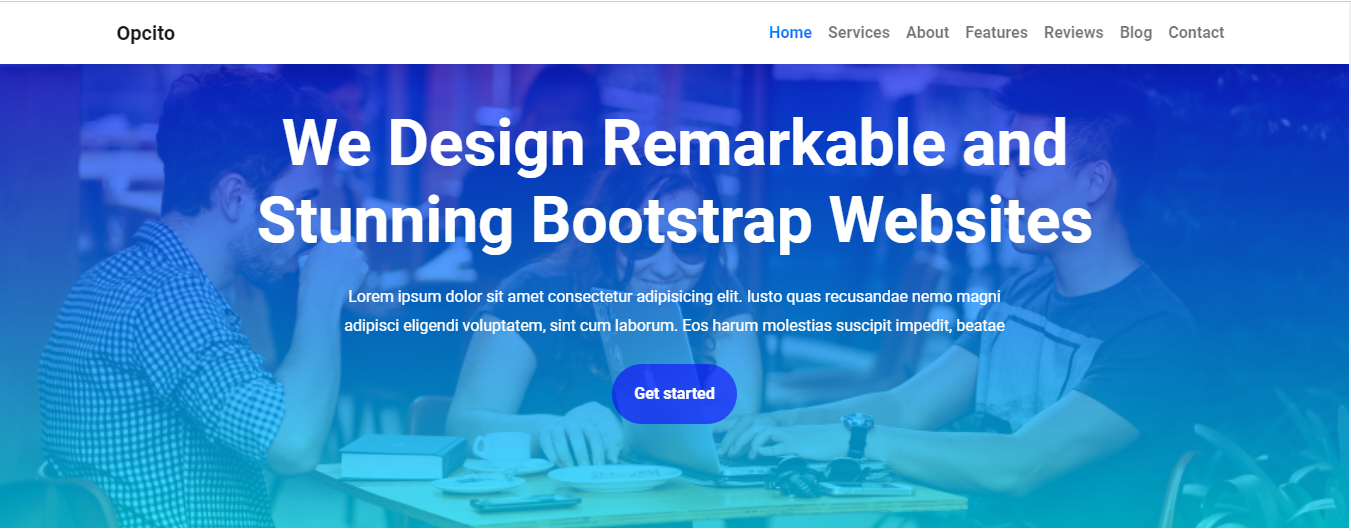 Opcito
Home Services About Features Reviews Blog Contact
We Design Remarkable and
Stunning Bootstrap Websites
Lorem ipsum dolor sit amet consectetur adipisicing elit. Iusto quas recusandae nemo magni
adipisci eligendi voluptatem, sint cum laborum. Eos harum molestias suscipit impedit, beatae
Get started